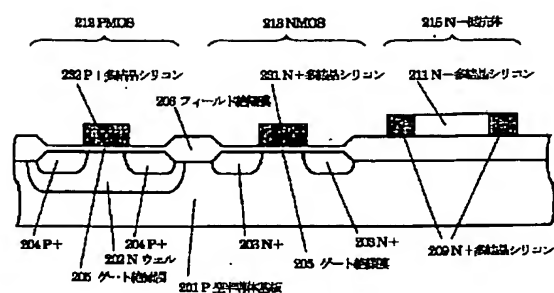 212 PMOS
213 NMOS
215 N-抵抗体
232 P+多結晶シリコン
231 N+多結晶シリコン
211 N-多結晶シリコン
206 フィールド絶縁膜
204 P+
204 P+
203 N+
203 N+
209 N+多結晶シリコン
202 N ウェル
205 ゲート絶縁膜
205 ゲート絶縁膜
201 P型半導体基板